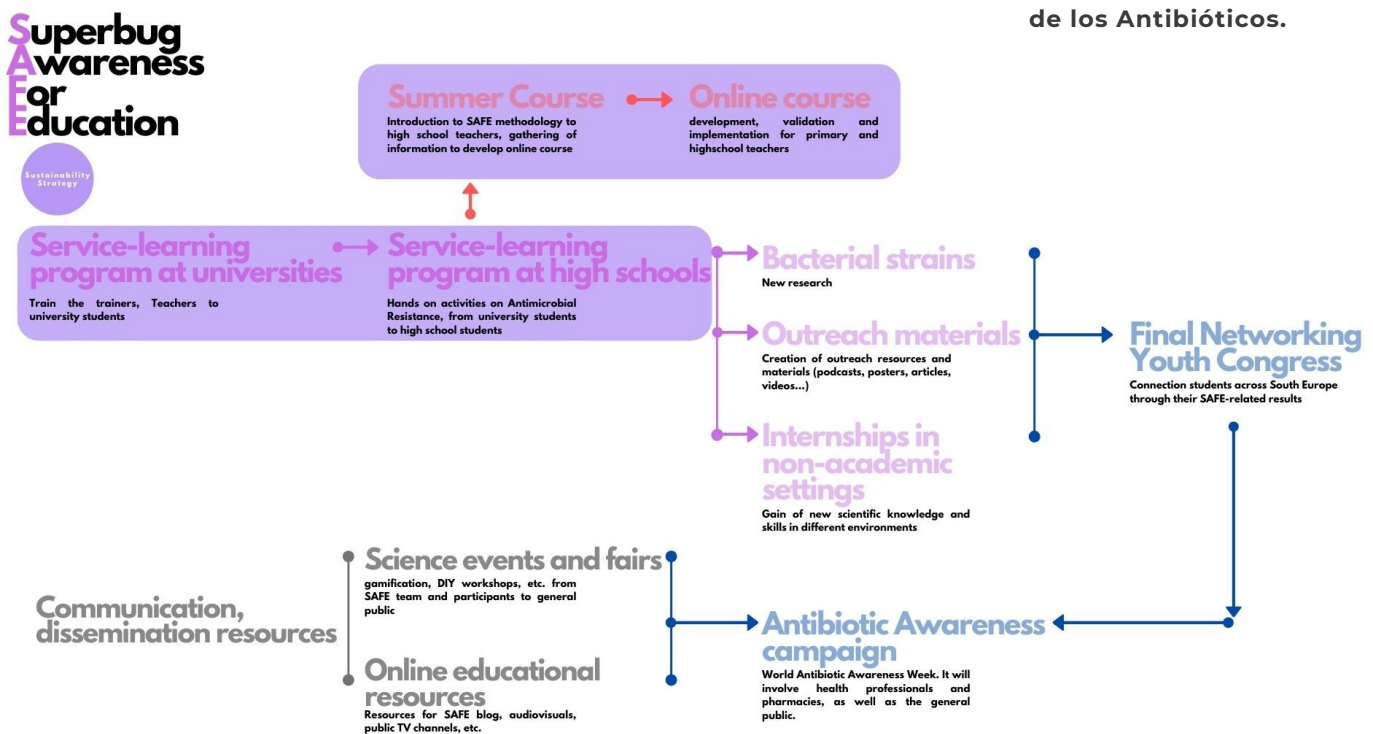 de los Antibióticos.
Superbug
Awareness
For
Education
Sustainability
Strategy
Summer Course
Introduction to SAFE methodology to
high school teachers, gathering of
information to develop online course
Online course
development, validation and
implementation for primary and
highschool teachers
Service-learning
program at universities
Train the trainers, Teachers to
university students
Service-learning
program at high schools
Hands on activities on Antimicrobial
Resistance, from university students
to high school students
Bacterial strains
New research
Outreach materials
Creation of outreach resources and
materials (podcasts, posters, articles,
videos...)
Internships in
non-academic
settings
Gain of new scientific knowledge and
skills in different environments
Final Networking
Youth Congress
Connection students across South Europe
through their SAFE-related results
Communication,
dissemination resources
Science events and fairs
gamification, DIY workshops, etc. from
SAFE team and participants to general
public
Online educational
resources
Resources for SAFE blog, audiovisuals,
public TV channels, etc.
Antibiotic Awareness
campaign
World Antibiotic Awareness Week. It will
involve health professionals and
pharmacies, as well as the general
public.